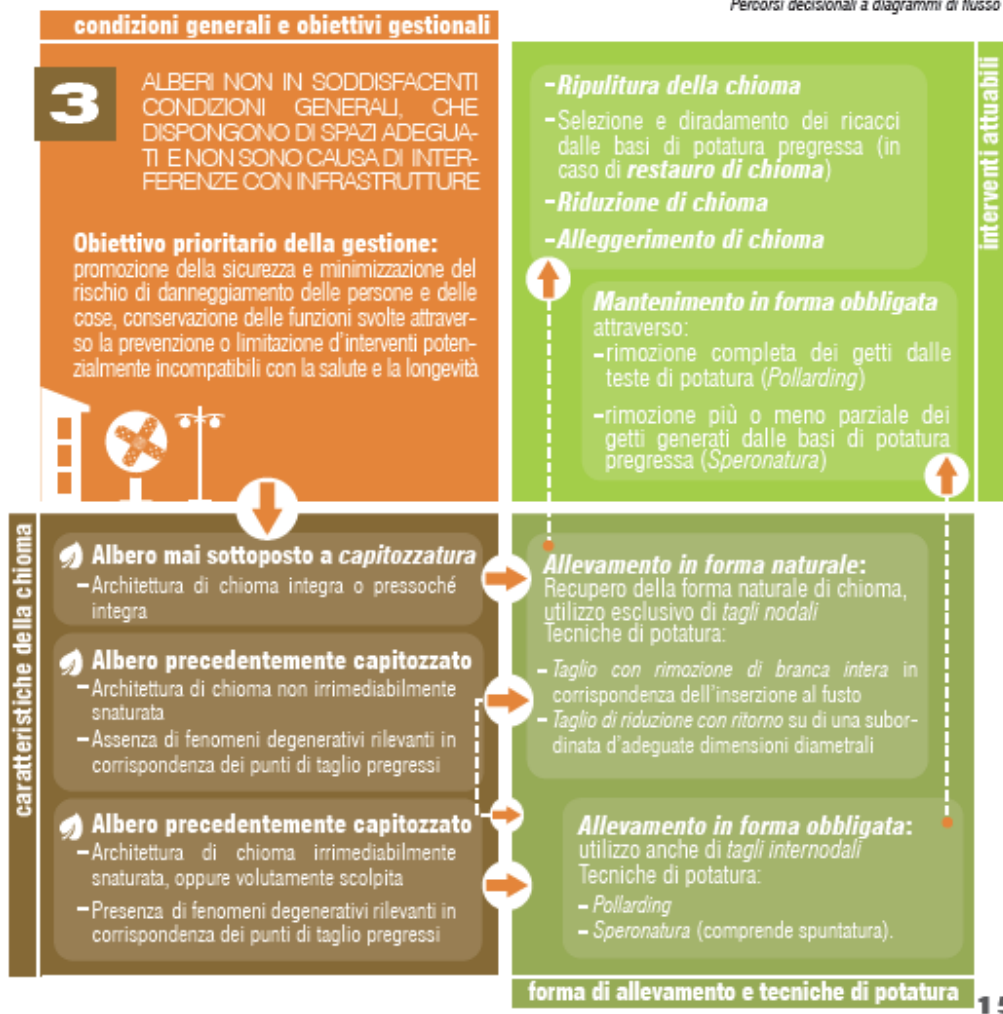 Percorsi decisionali a diagrammi di flusso
condizioni generali e obiettivi gestionali
3
ALBERI NON IN SODDISFACENTI
CONDIZIONI GENERALI, CHE
DISPONGONO DI SPAZI ADEGUA-
TI E NON SONO CAUSA DI INTER-
FERENZE CON INFRASTRUTTURE
Obiettivo prioritario della gestione:
promozione della sicurezza e minimizzazione del
rischio di danneggiamento delle persone e delle
cose, conservazione delle funzioni svolte attraver-
so la prevenzione o limitazione d'interventi poten-
zialmente incompatibili con la salute e la longevità
interventi attuabili
-Ripulitura della chioma
-Selezione e diradamento dei ricacci
dalle basi di potatura pregressa (in
caso di restauro di chioma)
-Riduzione di chioma
-Alleggerimento di chioma
Mantenimento in forma obbligata
attraverso:
-rimozione completa dei getti dalle
teste di potatura (Pollarding)
-rimozione più o meno parziale dei
getti generati dalle basi di potatura
pregressa (Speronatura)
caratteristiche della chioma
Albero mai sottoposto a capitozzatura
-Architettura di chioma integra o pressoché
integra
Albero precedentemente capitozzato
-Architettura di chioma non irrimediabilmente
snaturata
-Assenza di fenomeni degenerativi rilevanti in
corrispondenza dei punti di taglio pregressi
Albero precedentemente capitozzato
-Architettura di chioma irrimediabilmente
snaturata, oppure volutamente scolpita
-Presenza di fenomeni degenerativi rilevanti in
corrispondenza dei punti di taglio pregressi
Allevamento in forma naturale:
Recupero della forma naturale di chioma,
utilizzo esclusivo di tagli nodali
Tecniche di potatura:
- Taglio con rimozione di branca intera in
corrispondenza dell'inserzione al fusto
- Taglio di riduzione con ritorno su di una subor-
dinata d'adeguate dimensioni diametrali
Allevamento in forma obbligata:
utilizzo anche di tagli internodali
Tecniche di potatura:
- Pollarding
- Speronatura (comprende spuntatura).
forma di allevamento e tecniche di potatura
15